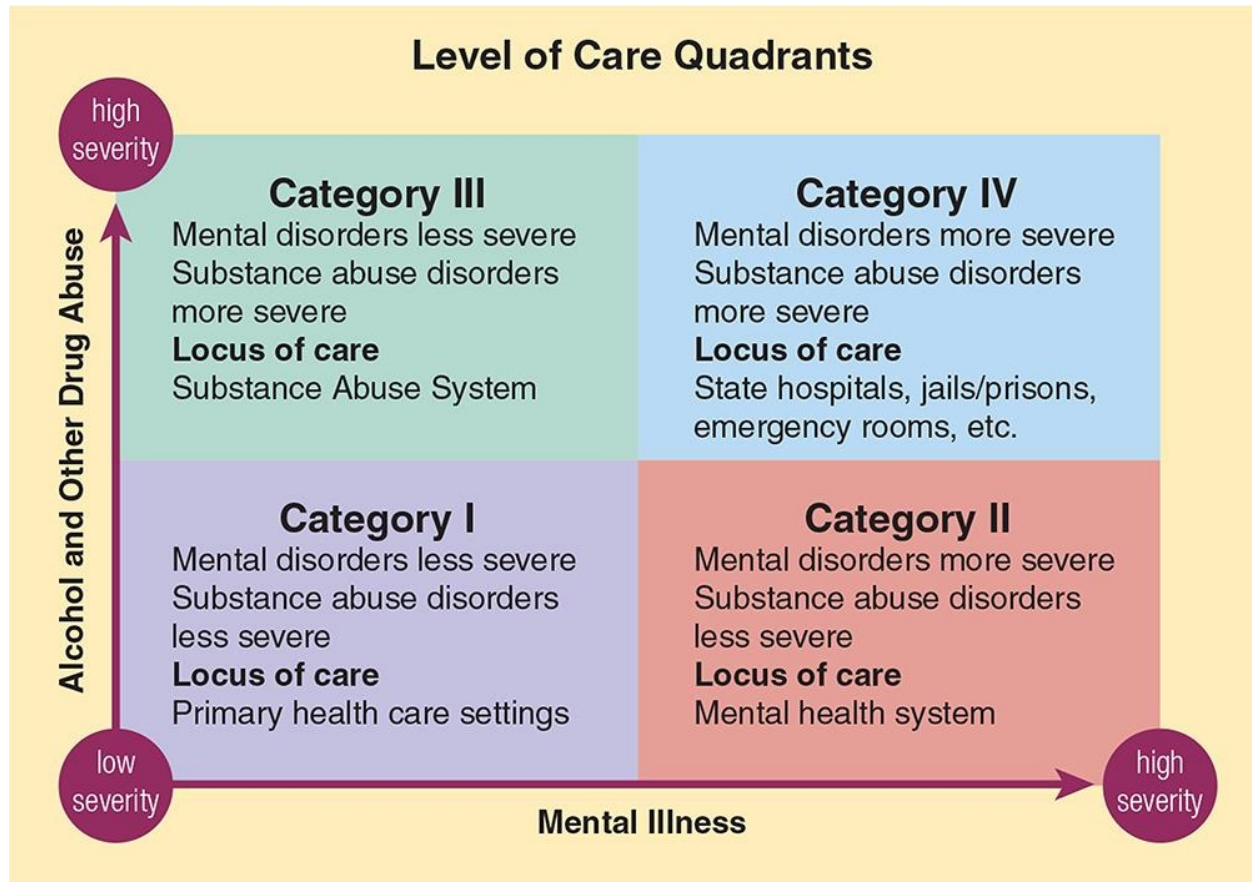 Level of Care Quadrants
high
severity
Alcohol and Other Drug Abuse
Category III
Mental disorders less severe
Substance abuse disorders
more severe
Locus of care
Substance Abuse System
Category IV
Mental disorders more severe
Substance abuse disorders
more severe
Locus of care
State hospitals, jails/prisons,
emergency rooms, etc.
Category I
Mental disorders less severe
Substance abuse disorders
less severe
Locus of care
Primary health care settings
Category II
Mental disorders more severe
Substance abuse disorders
less severe
Locus of care
Mental health system
low
severity
Mental Illness
high
severity